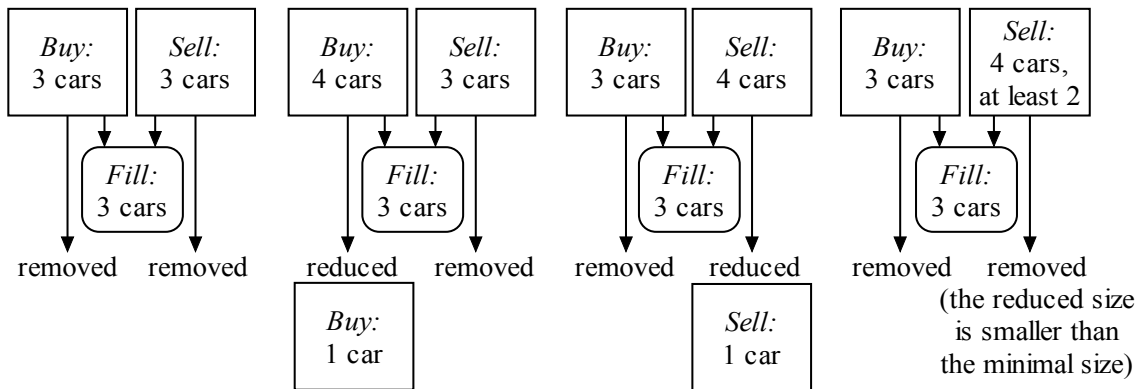 Buy:
3 cars
Sell:
3 cars
Fill:
3 cars
removed
removed
Buy:
4 cars
Sell:
3 cars
Fill:
3 cars
reduced
removed
Buy:
1 car
Buy:
3 cars
Sell:
4 cars
Fill:
3 cars
removed
reduced
Sell:
1 car
Buy:
3 cars
Sell:
4 cars,
at least 2
Fill:
3 cars
removed
removed
(the reduced size
is smaller than
the minimal size)